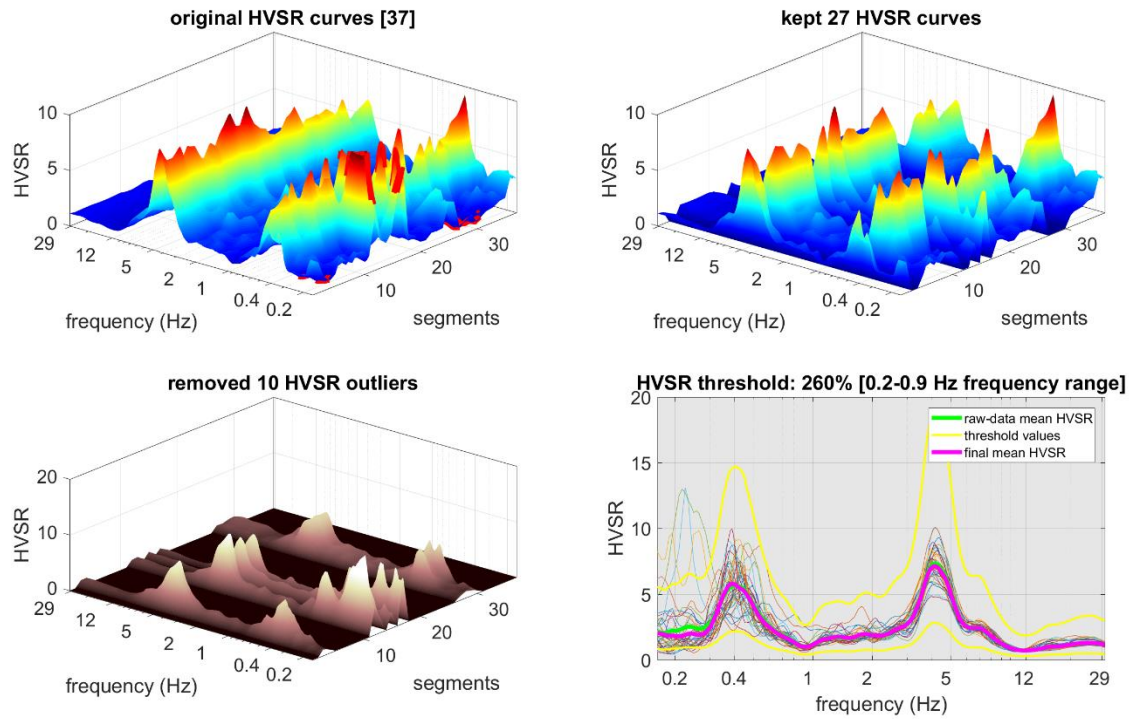 original HVSR curves [37]
HVSR
10
5
0
29
12
5
2
1
0.4
0.2
frequency (Hz)
10
20
30
segments
kept 27 HVSR curves
HVSR
10
5
0
29
12
5
2
1
0.4
0.2
frequency (Hz)
10
20
30
segments
removed 10 HVSR outliers
HVSR
20
10
0
29
12
5
2
1
0.4
0.2
frequency (Hz)
10
20
30
segments
HVSR threshold: 260% [0.2-0.9 Hz frequency range]
HVSR
20
15
10
5
0
raw-data mean HVSR
threshold values
final mean HVSR
0.2 0.4 1 2 5 12 29
frequency (Hz)